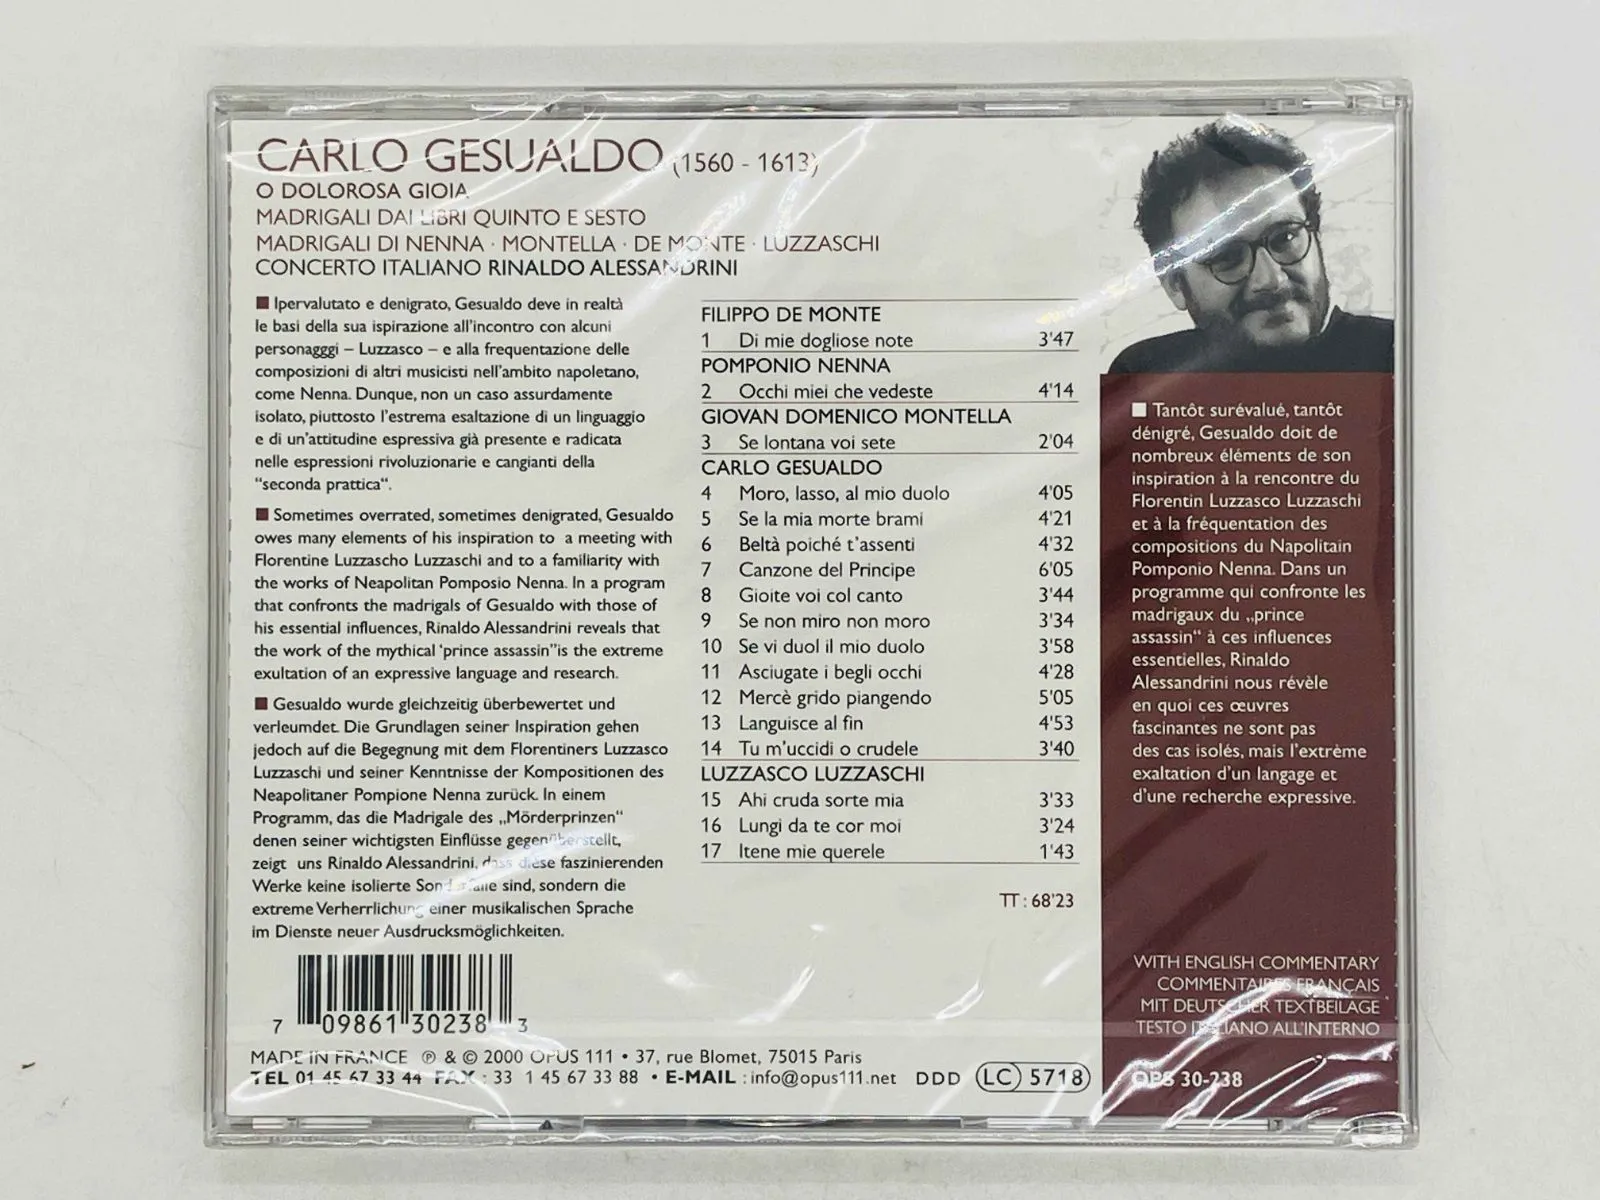 CARLO GESUALDO (1560 - 1613)
O DOLOROSA GIOIA
MADRIGALI DAI LIBRI QUINTO E SESTO
MADRIGALI DI NENNA · MONTELLA · DE MONTE · LUZZASCHI
CONCERTO ITALIANO RINALDO ALESSANDRINI
■ Ipervalutato e denigrato, Gesualdo deve in realtà
le basi della sua ispirazione all'incontro con alcuni
personagggi – Luzzasco – e alla frequentazione delle
composizioni di altri musicisti nell'ambito napoletano,
come Nenna. Dunque, non un caso assurdamente
isolato, piuttosto l'estrema esaltazione di un linguaggio
e di un'attitudine espressiva già presente e radicata
nelle espressioni rivoluzionarie e cangianti della
"seconda prattica".
■ Sometimes overrated, sometimes denigrated, Gesualdo
owes many elements of his inspiration to a meeting with
Florentine Luzzascho Luzzaschi and to a familiarity with
the works of Neapolitan Pomposio Nenna. In a program
that confronts the madrigals of Gesualdo with those of
his essential influences, Rinaldo Alessandrini reveals that
the work of the mythical 'prince assassin"is the extreme
exultation of an expressive language and research.
■ Gesualdo wurde gleichzeitig überbewertet und
verleumdet. Die Grundlagen seiner Inspiration gehen
jedoch auf die Begegnung mit dem Florentiners Luzzasco
Luzzaschi und seiner Kenntnisse der Kompositionen des
Neapolitaner Pompione Nenna zurück. In einem
Programm, das die Madrigale des „Mörderprinzen"
denen seiner wichtigsten Einflüsse gegenüberstellt,
zeigt uns Rinaldo Alessandrini, dass diese faszinierenden
Werke keine isolierte Sonderfälle sind, sondern die
extreme Verherrlichung einer musikalischen Sprache
im Dienste neuer Ausdrucksmöglichkeiten.
FILIPPO DE MONTE
1 Di mie dogliose note 3'47
POMPONIO NENNA
2 Occhi miei che vedeste 4'14
GIOVAN DOMENICO MONTELLA
3 Se lontana voi sete 2'04
CARLO GESUALDO
4 Moro, lasso, al mio duolo 4'05
5 Se la mia morte brami 4'21
6 Beltà poiché t'assenti 4'32
7 Canzone del Principe 6'05
8 Gioite voi col canto 3'44
9 Se non miro non moro 3'34
10 Se vi duol il mio duolo 3'58
11 Asciugate i begli occhi 4'28
12 Mercè grido piangendo 5'05
13 Languisce al fin 4'53
14 Tu m'uccidi o crudele 3'40
LUZZASCO LUZZASCHI
15 Ahi cruda sorte mia 3'33
16 Lungi da te cor moi 3'24
17 Itene mie querele 1'43
TT : 68'23
■ Tantôt surévalué, tantôt
dénigré, Gesualdo doit de
nombreux éléments de son
inspiration à la rencontre du
Florentin Luzzasco Luzzaschi
et à la fréquentation des
compositions du Napolitain
Pomponio Nenna. Dans un
programme qui confronte les
madrigaux du „prince
assassin" à ces influences
essentielles, Rinaldo
Alessandrini nous révèle
en quoi ces œuvres
fascinantes ne sont pas
des cas isolés, mais l'extrème
exaltation d'un langage et
d'une recherche expressive.
WITH ENGLISH COMMENTARY
COMMENTAIRES FRANÇAIS
MIT DEUTSCHER TEXTBEILAGE
TESTO ITALIANO ALL'INTERNO
OPS 30-238
7 09861 30238 3
MADE IN FRANCE ℗ & © 2000 OPUS 111 • 37, rue Blomet, 75015 Paris
TEL 01 45 67 33 44 FAX : 33 1 45 67 33 88 • E-MAIL : info@opus111.net DDD LC 5718